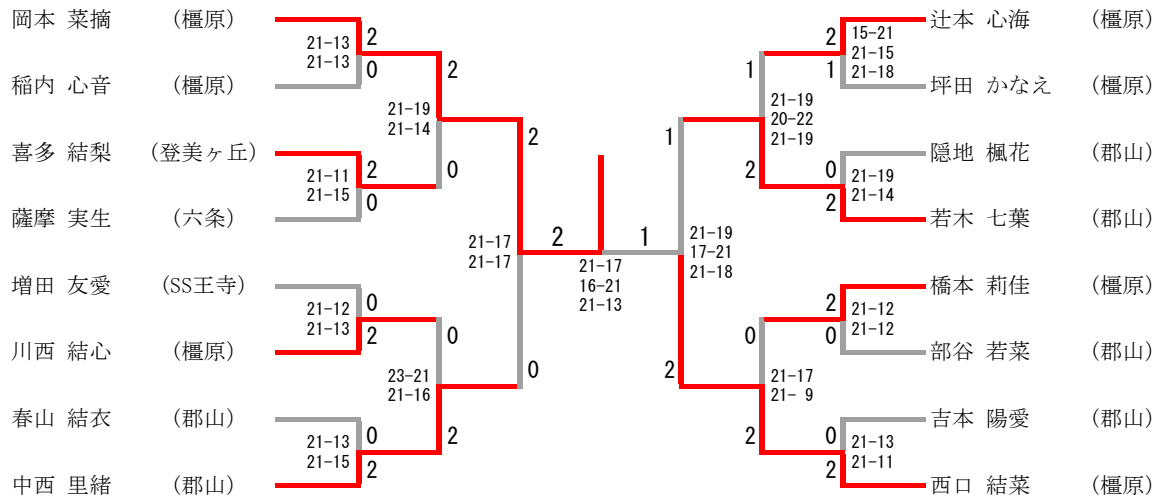 岡本 菜摘 (橿原)
21-13 2
21-13 0
稲内 心音 (橿原)
2
21-19
21-14
0
喜多 結梨 (登美ヶ丘)
21-11 2
21-15 0
薩摩 実生 (六条)
2
21-17
21-17
0
増田 友愛 (SS王寺)
21-12 0
21-13 2
川西 結心 (橿原)
0
23-21
21-16
2
春山 結衣 (郡山)
21-13 0
21-15 2
中西 里緒 (郡山)
2 1
21-17
16-21
21-13
辻本 心海 (橿原)
2 15-21
21-15
1 21-18
坪田 かなえ (橿原)
1
21-19
20-22
21-19
2
隠地 楓花 (郡山)
0 21-19
2 21-14
若木 七葉 (郡山)
1
21-19
17-21
21-18
2
橋本 莉佳 (橿原)
2 21-12
0 21-12
部谷 若菜 (郡山)
0
21-17
21- 9
2
吉本 陽愛 (郡山)
0 21-13
2 21-11
西口 結菜 (橿原)